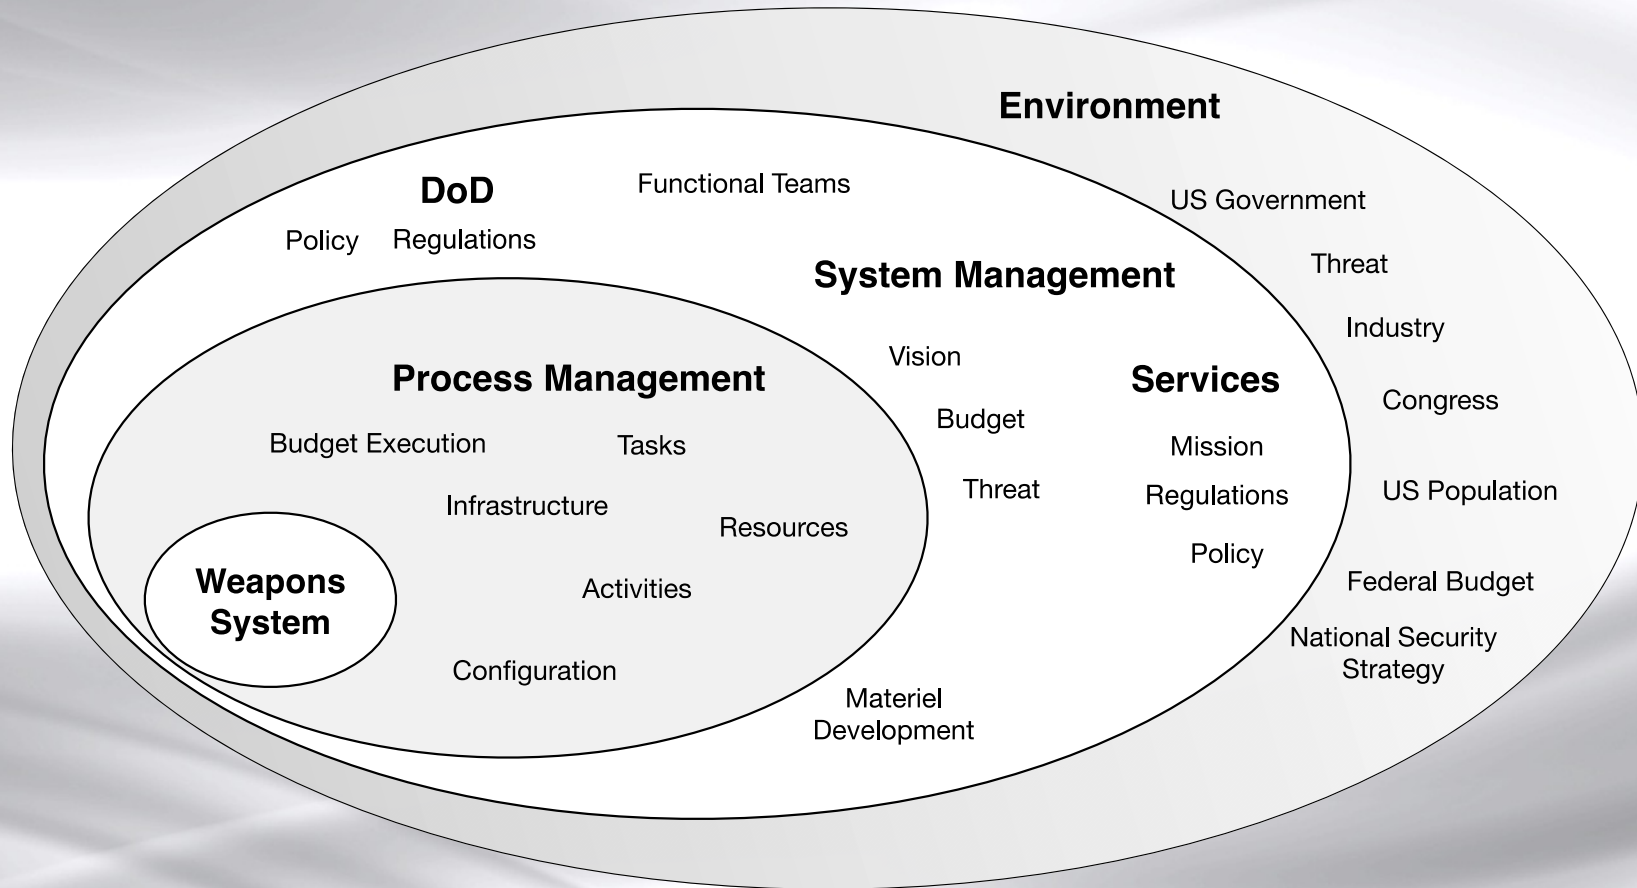 Environment
DoD
Functional Teams
US Government
Policy
Regulations
Threat
System Management
Industry
Vision
Process Management
Services
Congress
Budget
Budget Execution
Tasks
Mission
Threat
US Population
Regulations
Infrastructure
Resources
Policy
Weapons
System
Activities
Federal Budget
National Security
Strategy
Configuration
Materiel
Development